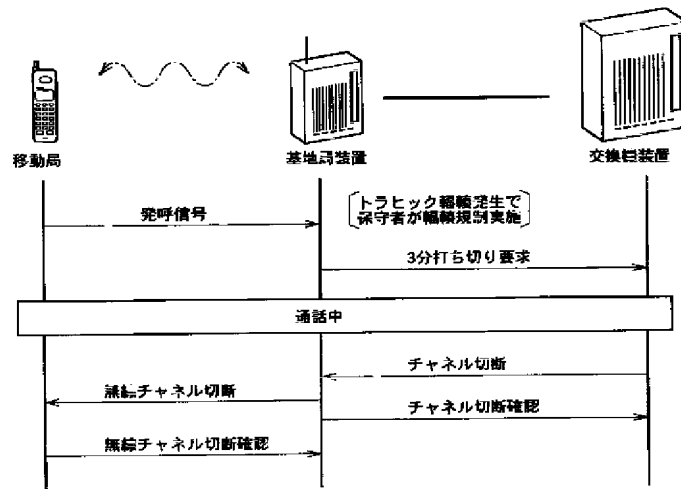 移動局
基地局装置
交換機装置
発呼信号
トラヒック輻輳発生で
保守者が輻輳規制実施
3分打ち切り要求
通話中
チャネル切断
無線チャネル切断
チャネル切断確認
無線チャネル切断確認